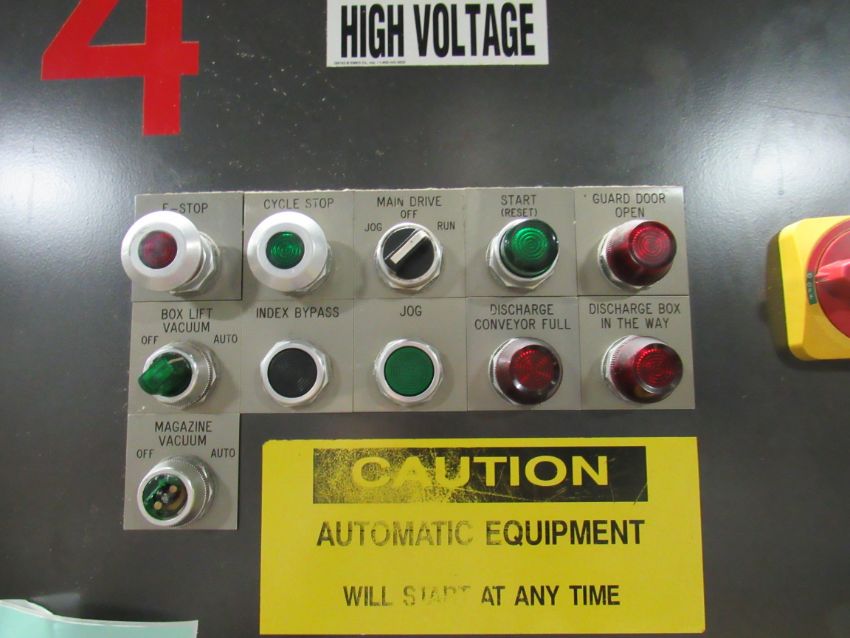 4
HIGH VOLTAGE
E-STOP
CYCLE STOP
MAIN DRIVE
OFF
JOG RUN
START
(RESET)
GUARD DOOR
OPEN
BOX LIFT
VACUUM
OFF AUTO
INDEX BYPASS
JOG
DISCHARGE
CONVEYOR FULL
DISCHARGE BOX
IN THE WAY
MAGAZINE
VACUUM
OFF AUTO
CAUTION
AUTOMATIC EQUIPMENT
WILL START AT ANY TIME